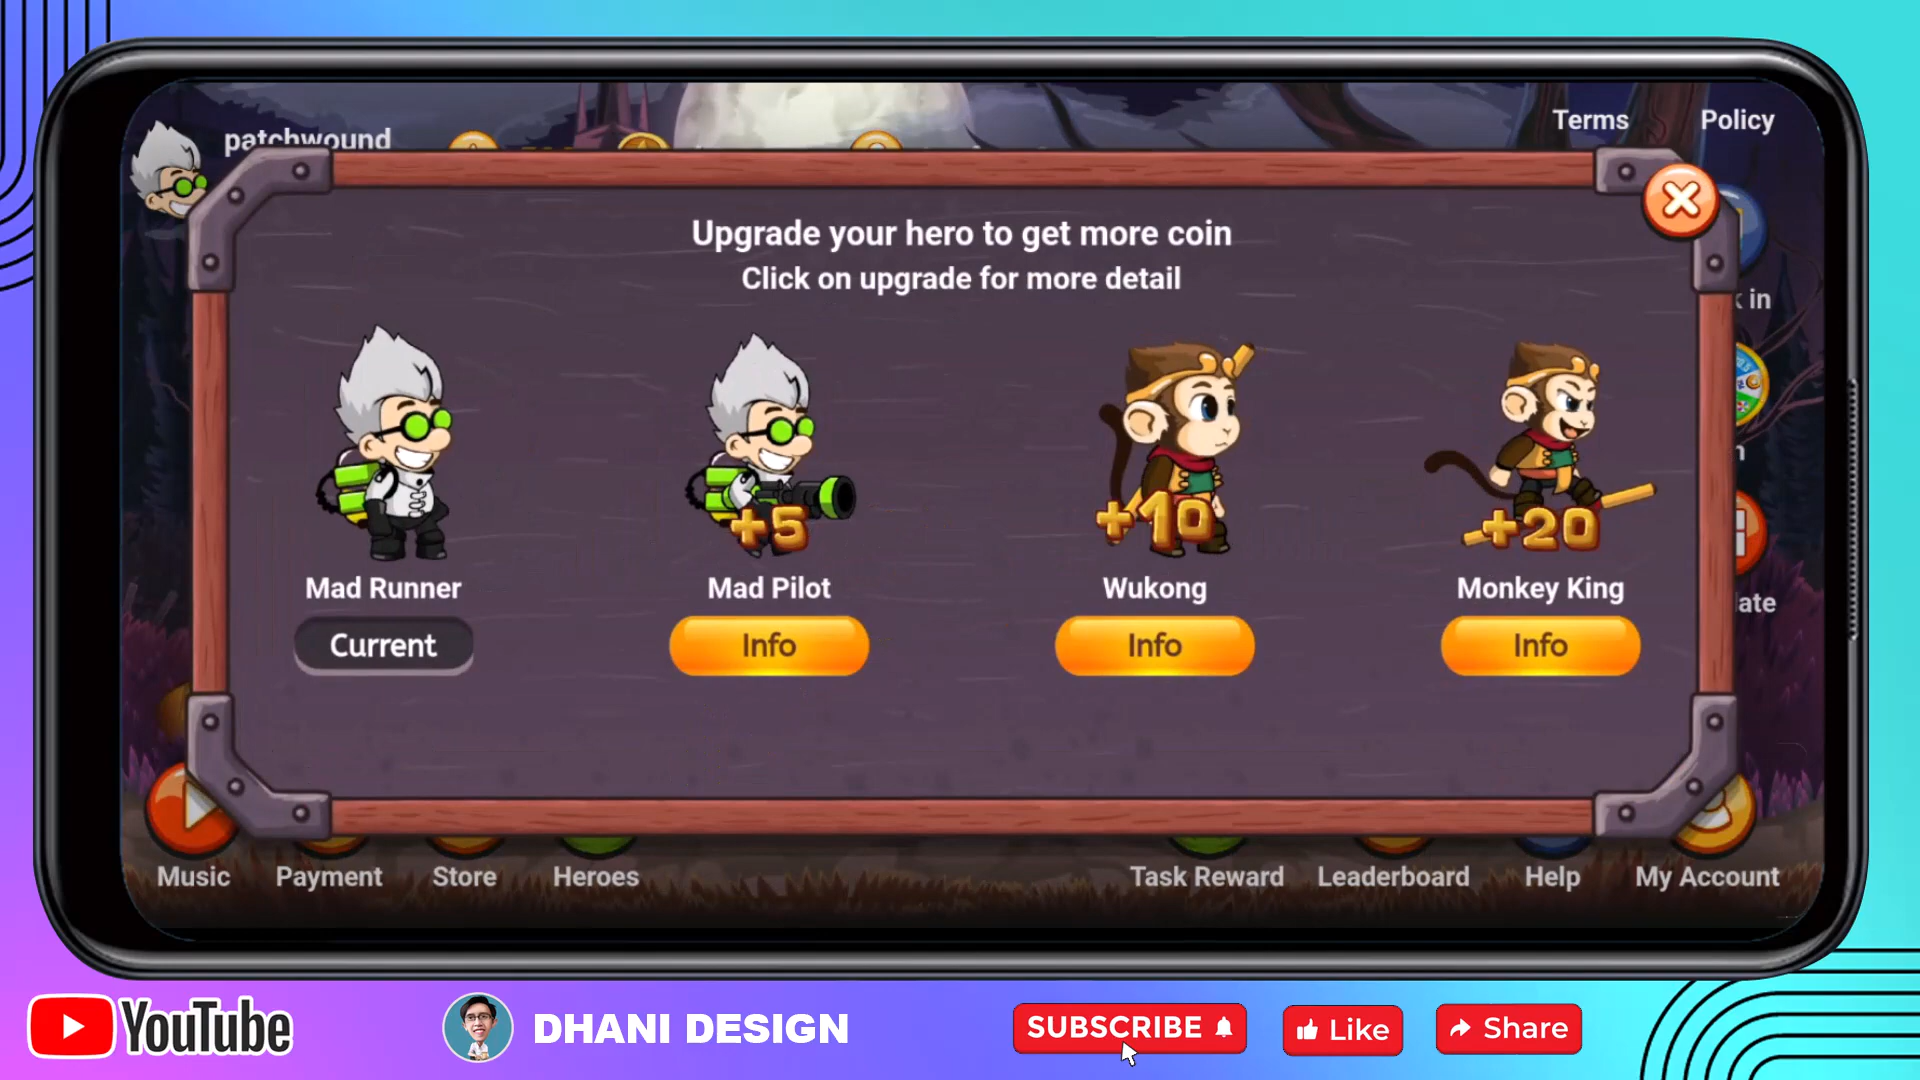 patchwound
Terms
Policy
Upgrade your hero to get more coin
Click on upgrade for more detail
+5
+10
+20
Mad Runner
Mad Pilot
Wukong
Monkey King
Current
Info
Info
Info
Music
Payment
Store
Heroes
Task Reward
Leaderboard
Help
My Account
YouTube
DHANI DESIGN
SUBSCRIBE
Like
Share